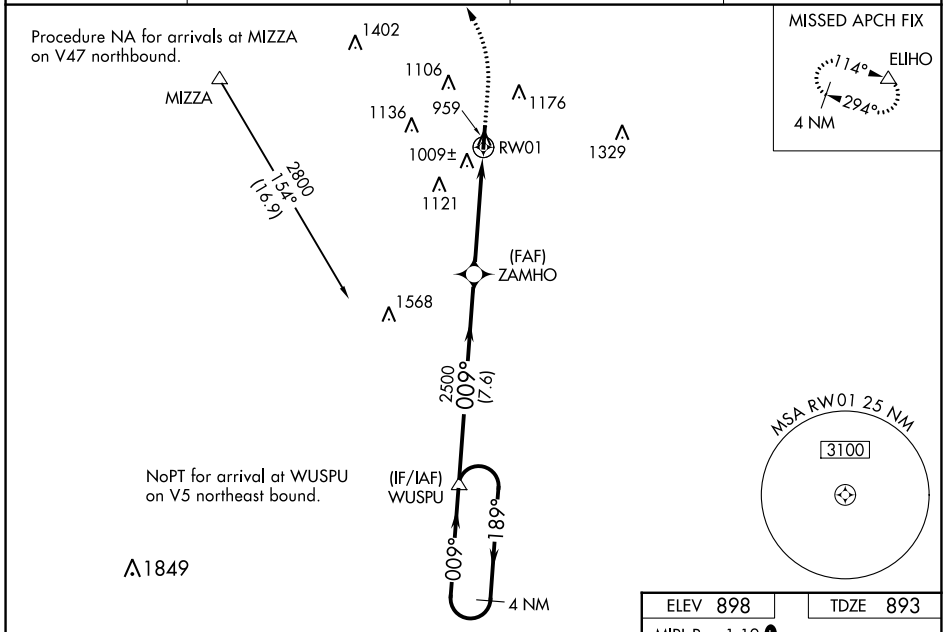 Procedure NA for arrivals at MIZZA
on V47 northbound.
MIZZA
2800
154°
(16.9)
1402
1106
959
1136
1176
1009±
RW01
1329
1121
MISSED APCH FIX
ELIHO
114°
294°
4 NM
(FAF)
ZAMHO
1568
2500
009°
(7.6)
NoPT for arrival at WUSPU
on V5 northeast bound.
(IF/IAF)
WUSPU
009°
189°
4 NM
1849
MSA RW01 25 NM
3100
ELEV 898
TDZE 893